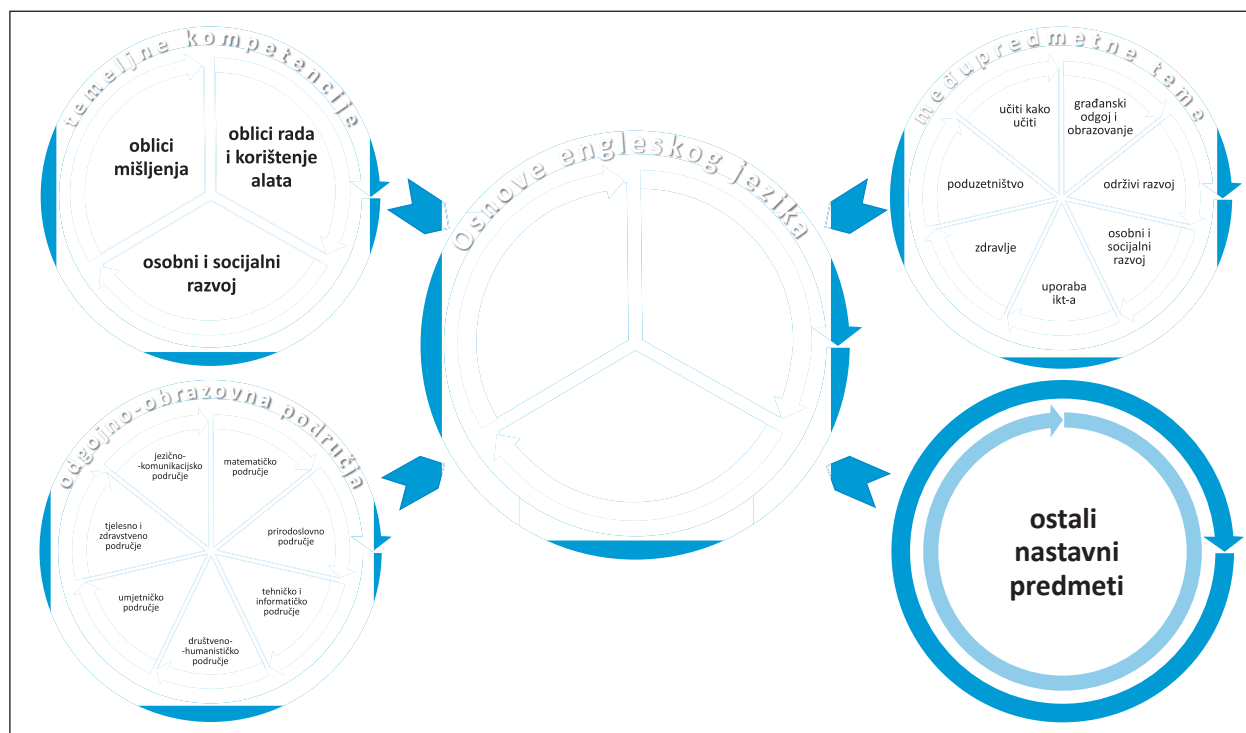 temeljne kompetencije
oblici
mišljenja
oblici rada
i korištenje
alata
osobni i socijalni
razvoj
Osnove engleskog jezika
međupredmetne teme
učiti kako
učiti
građanski
odgoj i
obrazovanje
poduzetništvo
održivi razvoj
zdravlje
osobni i
socijalni
razvoj
uporaba
ikt-a
odgojno-obrazovna područja
jezično-
-komunikacijsko
područje
matematičko
područje
tjelesno i
zdravstveno
područje
prirodoslovno
područje
umjetničko
područje
tehničko i
informatičko
područje
društveno-
-humanističko
područje
ostali
nastavni
predmeti